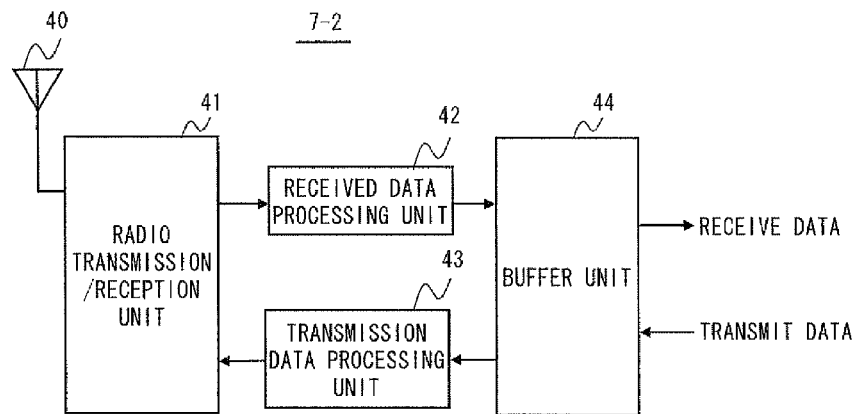 40
7-2
41
42
44
RECEIVED DATA
PROCESSING UNIT
RADIO
TRANSMISSION
/RECEPTION
UNIT
BUFFER UNIT
RECEIVE DATA
43
TRANSMISSION
DATA PROCESSING
UNIT
TRANSMIT DATA